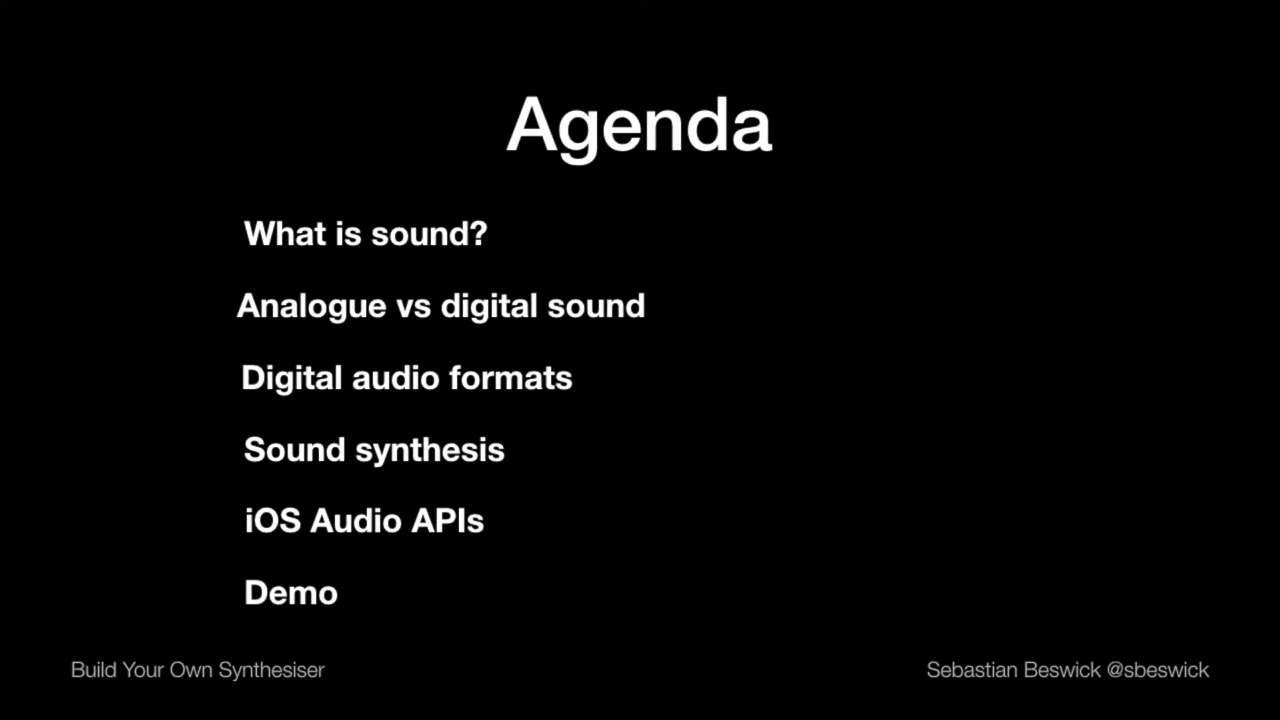 Agenda
What is sound?
Analogue vs digital sound
Digital audio formats
Sound synthesis
iOS Audio APIs
Demo
Build Your Own Synthesiser
Sebastian Beswick @sbeswick